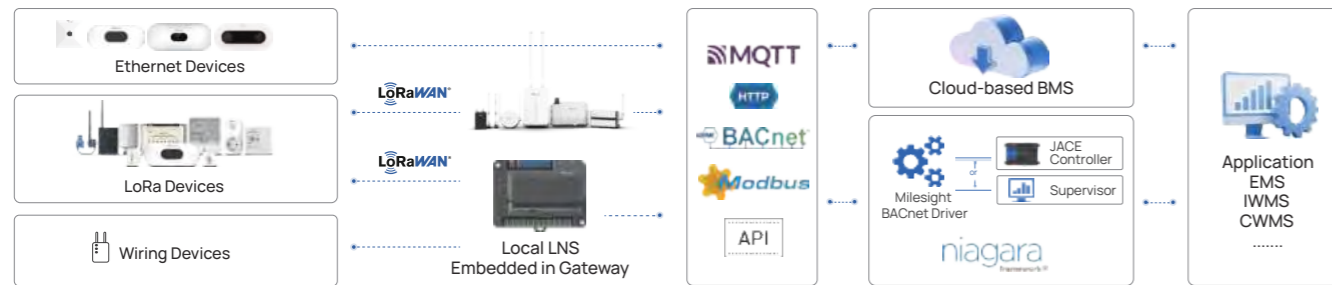 Ethernet Devices
LoRa Devices
Wiring Devices
LoRaWAN®
LoRaWAN®
Local LNS
Embedded in Gateway
MQTT
HTTP
BACnet
Modbus
API
Cloud-based BMS
Milesight
BACnet Driver
or
JACE
Controller
Supervisor
niagara
framework®
Application
EMS
IWMS
CWMS
.......